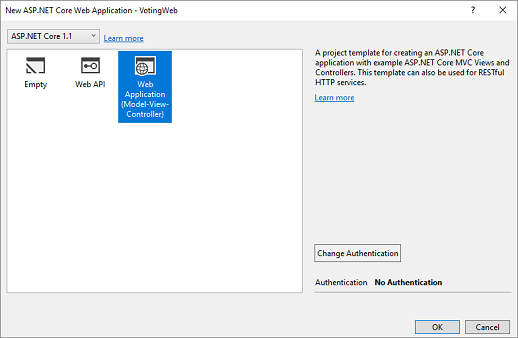 New ASP.NET Core Web Application - VotingWeb
ASP.NET Core 1.1
Learn more
Empty
Web API
Web
Application
(Model-View-
Controller)
A project template for creating an ASP.NET Core
application with example ASP.NET Core MVC Views and
Controllers. This template can also be used for RESTful
HTTP services.
Learn more
Change Authentication
Authentication No Authentication
OK
Cancel